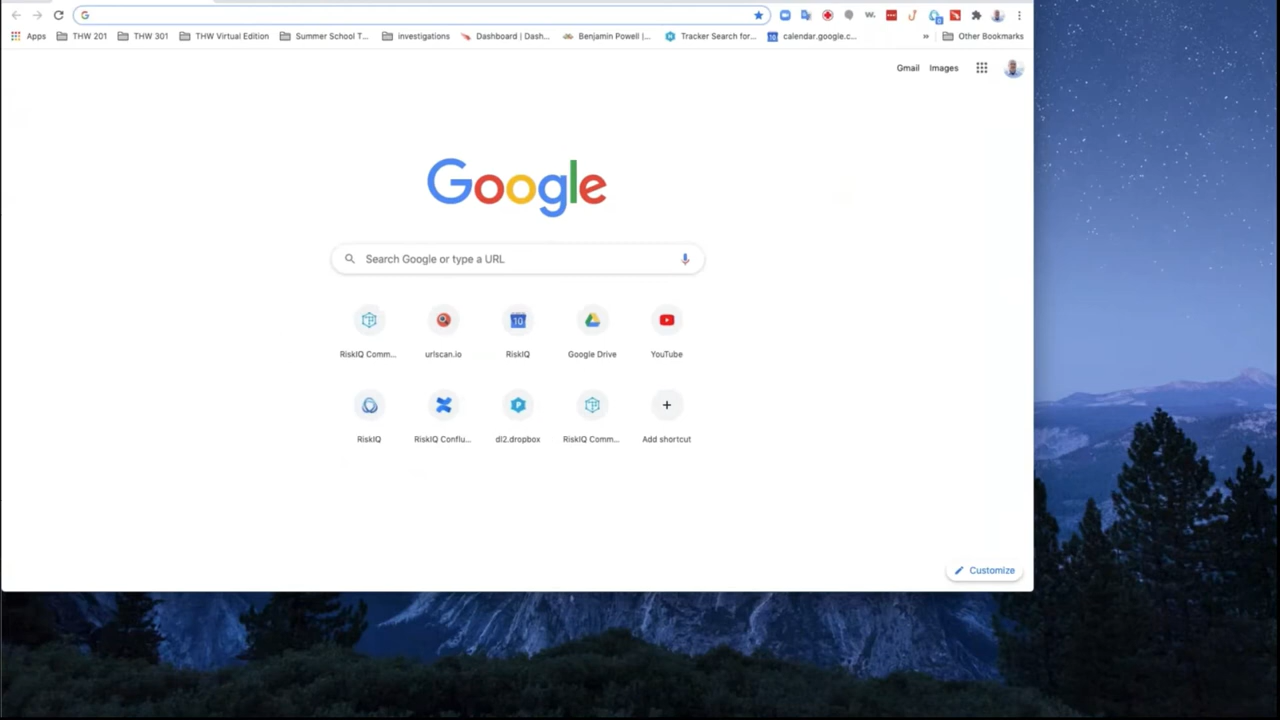 Apps THW 201 THW 301 THW Virtual Edition Summer School T... investigations Dashboard | Dash... Benjamin Powell |... Tracker Search for... calendar.google.c... » Other Bookmarks
Gmail Images
Google
Search Google or type a URL
RiskIQ Comm... urlscan.io RiskIQ Google Drive YouTube
RiskIQ RiskIQ Conflu... dl2.dropbox RiskIQ Comm... Add shortcut
Customize